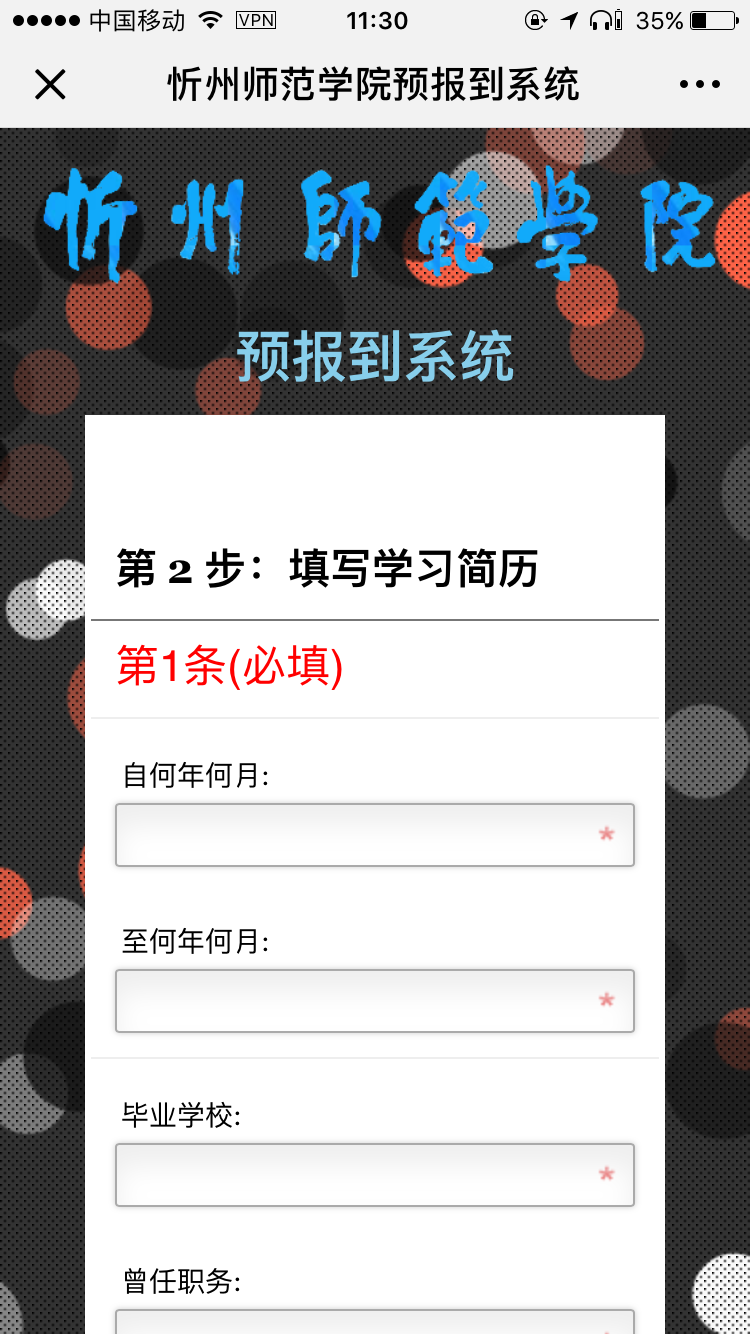 中国移动 VPN 11:30 35%
忻州师范学院预报到系统
忻州師範學院
预报到系统
第 2 步：填写学习简历
第1条(必填)
自何年何月:
*
至何年何月:
*
毕业学校:
*
曾任职务: